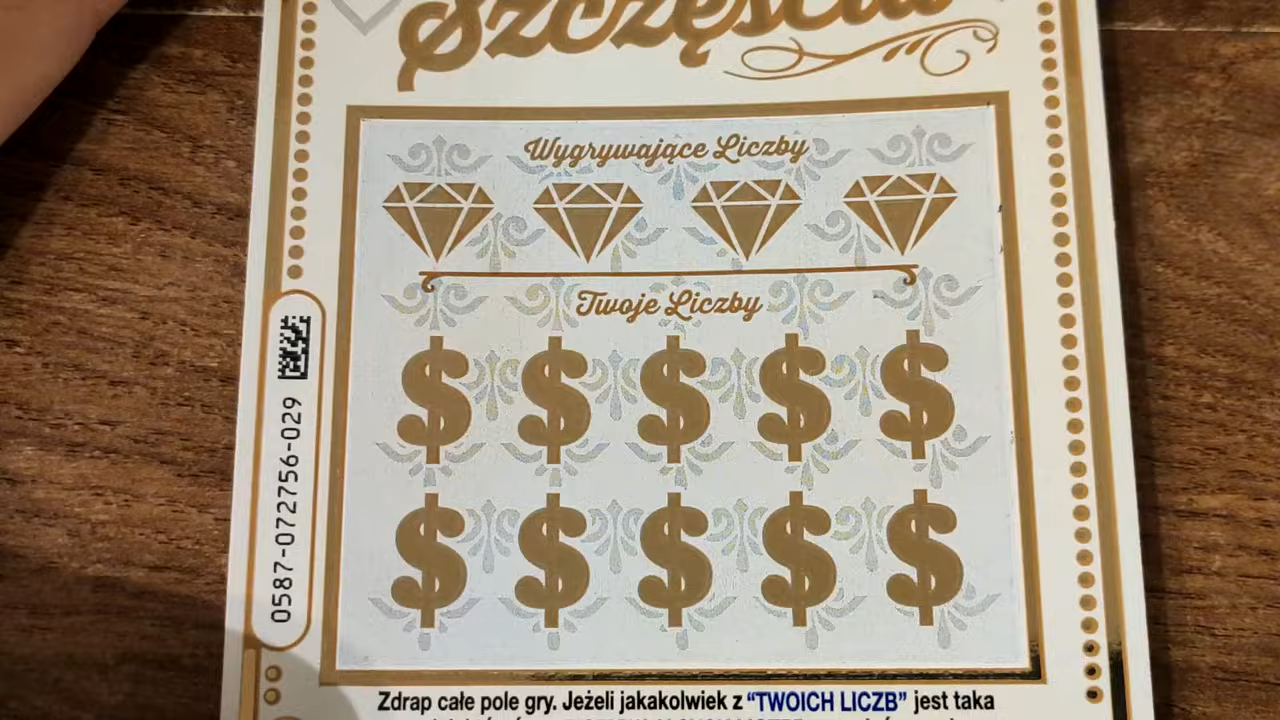 Szczęścia
Wygrywające Liczby
Twoje Liczby
$ $ $ $ $
$ $ $ $ $
0587-072756-029
Zdrap całe pole gry. Jeżeli jakakolwiek z “TWOICH LICZB” jest taka